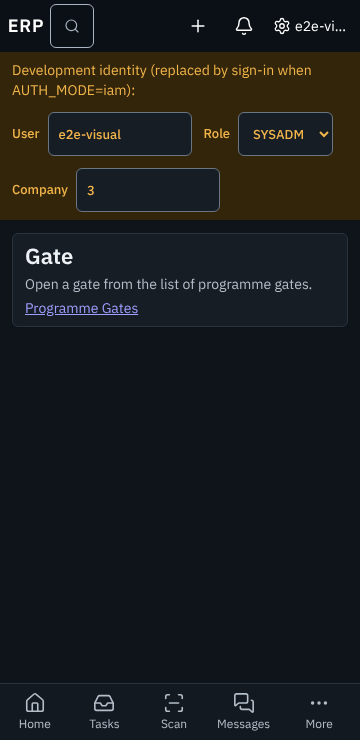 ERP
e2e-vi...
Development identity (replaced by sign-in when
AUTH_MODE=iam):
User e2e-visual Role SYSADM
Company 3
Gate
Open a gate from the list of programme gates.
Programme Gates
Home Tasks Scan Messages More